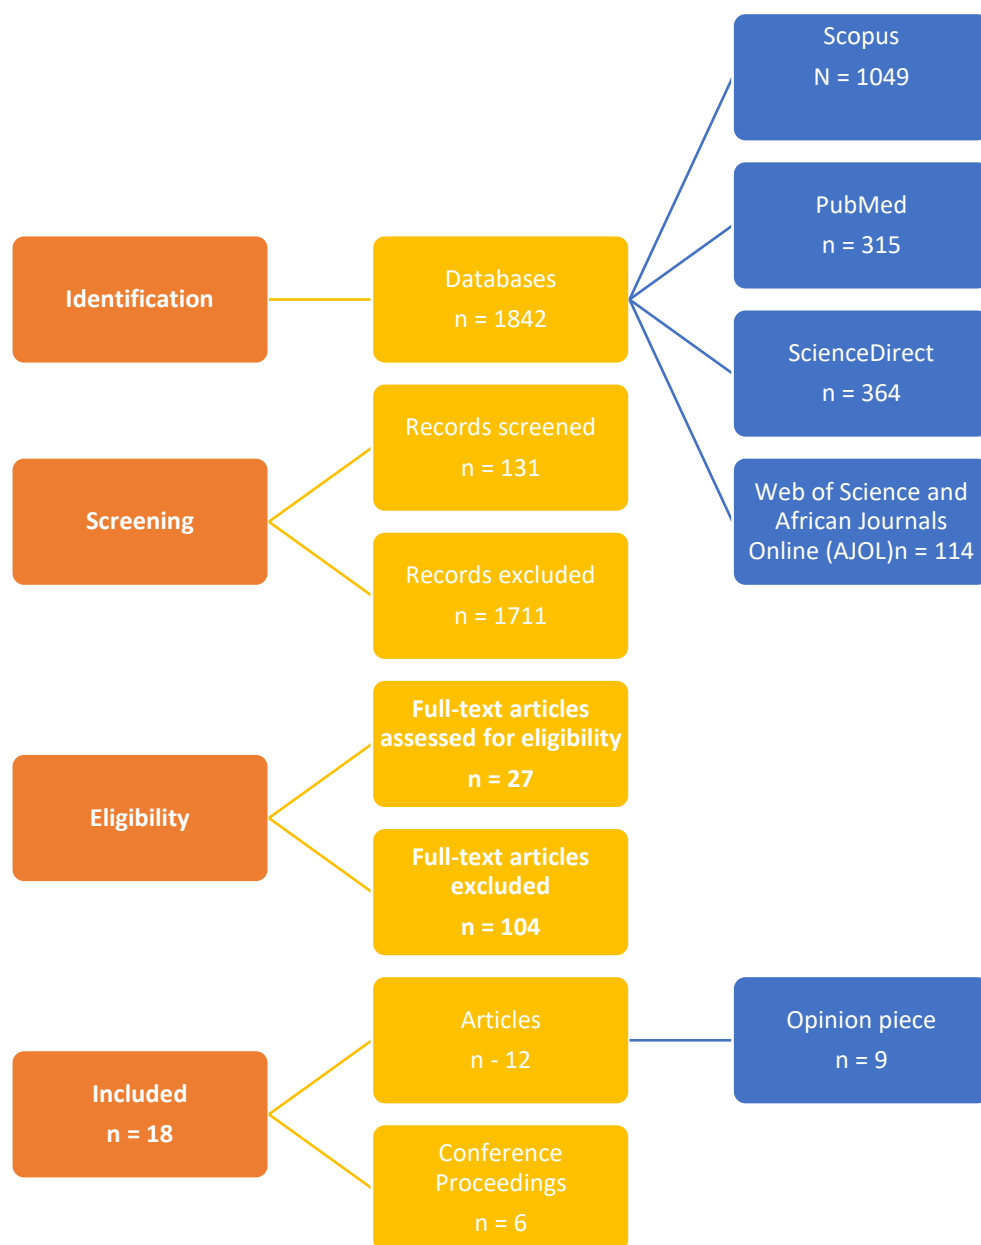 Identification
Databases
n = 1842
Scopus
N = 1049
PubMed
n = 315
ScienceDirect
n = 364
Web of Science and
African Journals
Online (AJOL)n = 114
Screening
Records screened
n = 131
Records excluded
n = 1711
Eligibility
Full-text articles
assessed for eligibility
n = 27
Full-text articles
excluded
n = 104
Included
n = 18
Articles
n - 12
Opinion piece
n = 9
Conference
Proceedings
n = 6